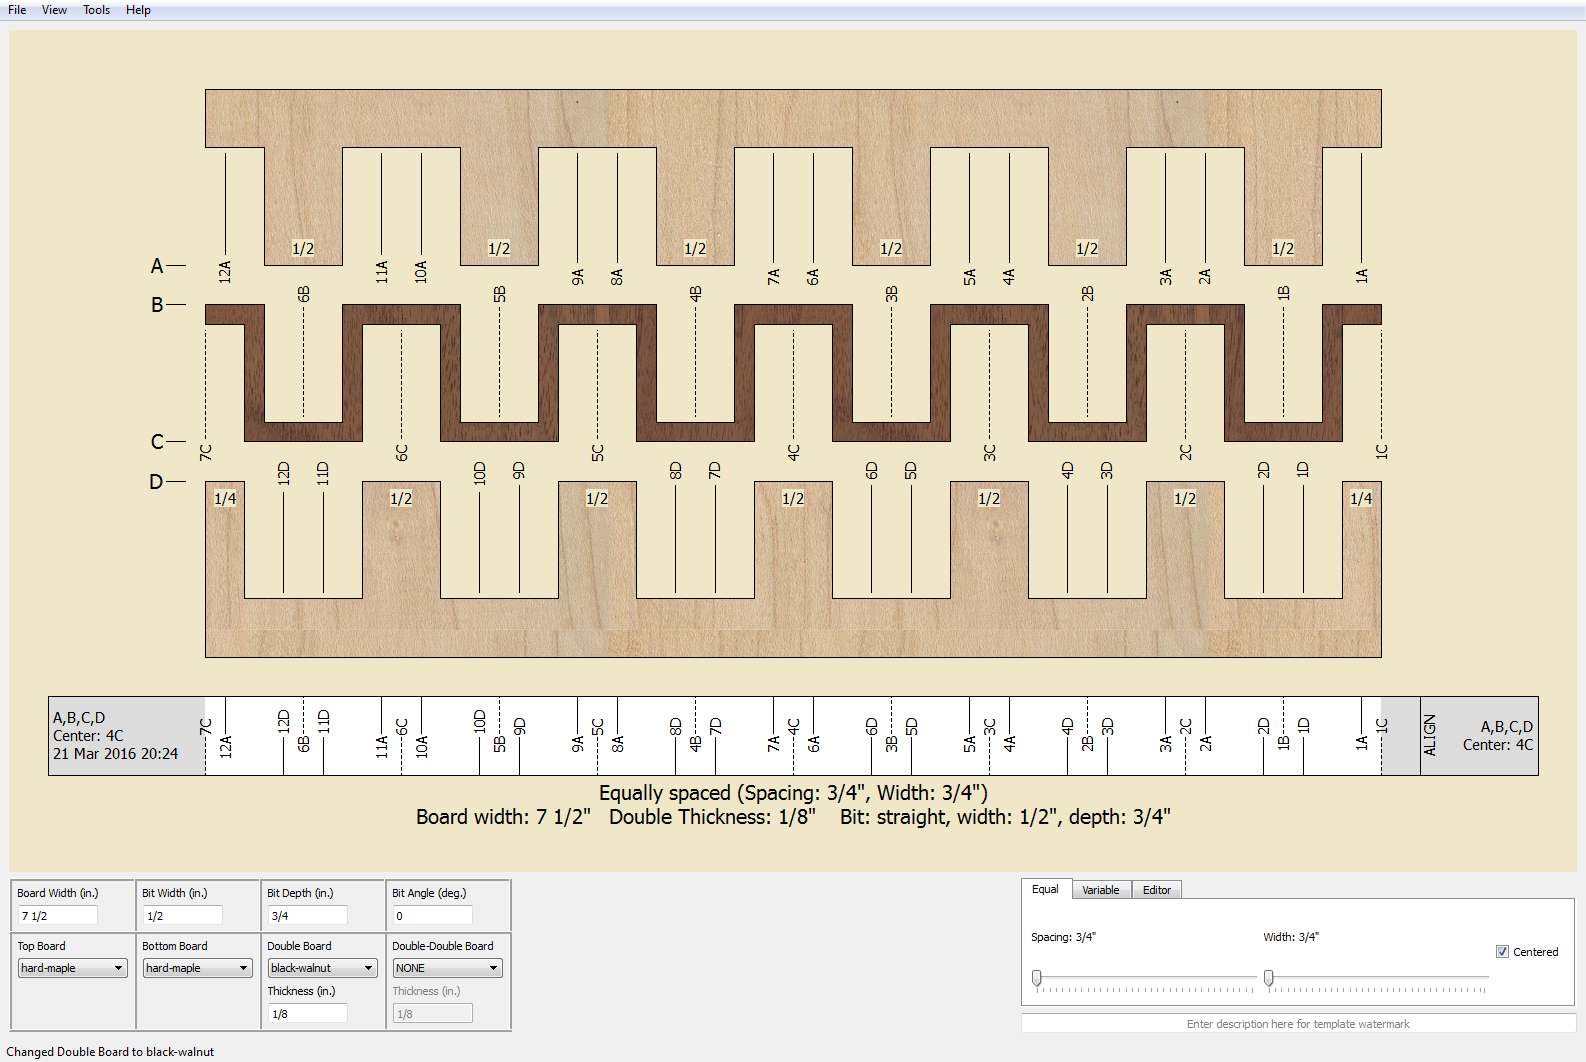 File View Tools Help
1/2 1/2 1/2 1/2 1/2 1/2
A
12A 11A 10A 9A 8A 7A 6A 5A 4A 3A 2A 1A
6B 5B 4B 3B 2B 1B
B
C
7C 6C 5C 4C 3C 2C 1C
12D 11D 10D 9D 8D 7D 6D 5D 4D 3D 2D 1D
D
1/4 1/2 1/2 1/2 1/2 1/2 1/4
A,B,C,D
Center: 4C
21 Mar 2016 20:24
7C 12A 12D 6B 11D 11A 6C 10A 10D 5B 9D 9A 5C 8A 8D 4B 7D 7A 4C 6A 6D 3B 5D 5A 3C 4A 4D 2B 3D 3A 2C 2A 2D 1B 1D 1A 1C
ALIGN
A,B,C,D
Center: 4C
Equally spaced (Spacing: 3/4", Width: 3/4")
Board width: 7 1/2" Double Thickness: 1/8" Bit: straight, width: 1/2", depth: 3/4"
Board Width (in.) Bit Width (in.) Bit Depth (in.) Bit Angle (deg.)
7 1/2 1/2 3/4 0
Top Board Bottom Board Double Board Double-Double Board
hard-maple hard-maple black-walnut NONE
Thickness (in.) Thickness (in.)
1/8 1/8
Equal Variable Editor
Spacing: 3/4" Width: 3/4"
Centered
Enter description here for template watermark
Changed Double Board to black-walnut